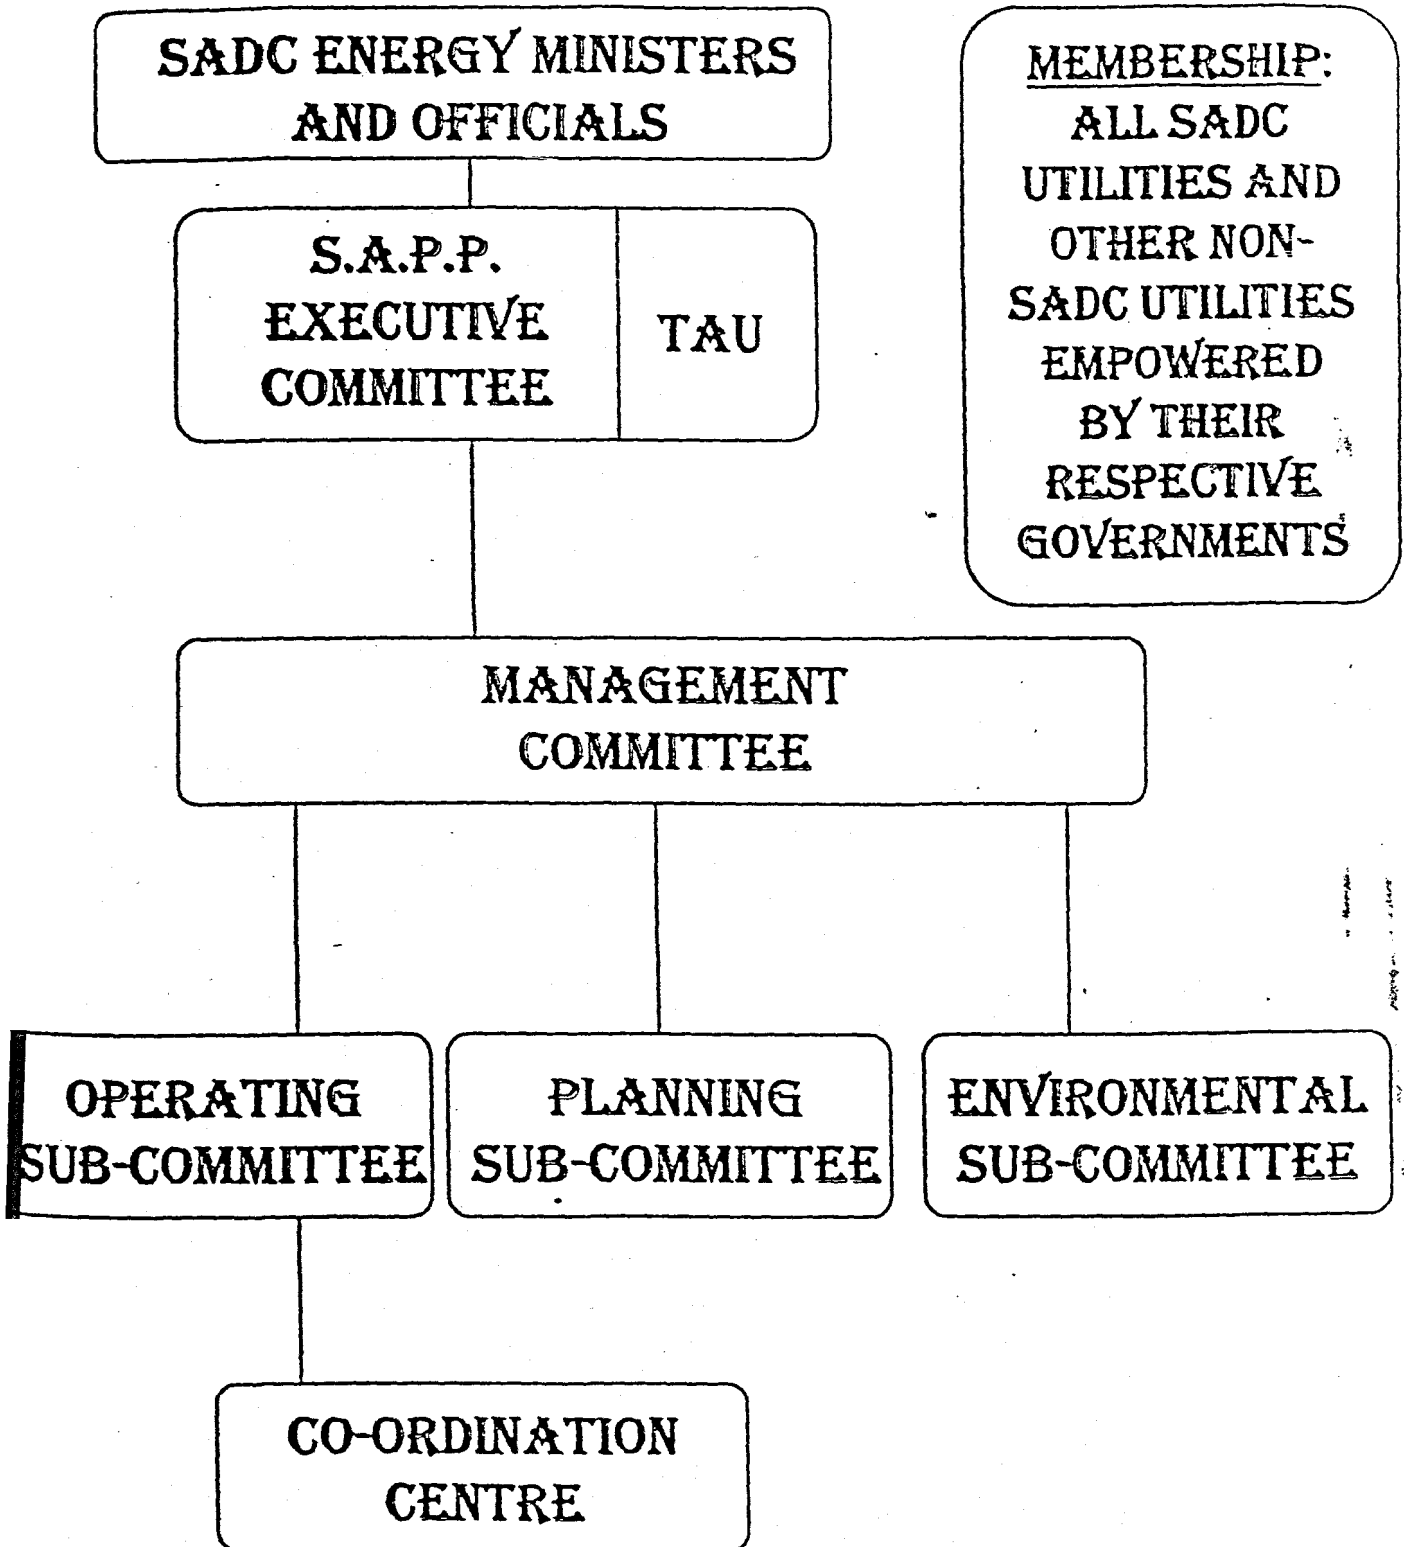 SADC ENERGY MINISTERS
AND OFFICIALS
S.A.P.P.
EXECUTIVE
COMMITTEE
TAU
MEMBERSHIP:
ALL SADC
UTILITIES AND
OTHER NON-
SADC UTILITIES
EMPOWERED
BY THEIR
RESPECTIVE
GOVERNMENTS
MANAGEMENT
COMMITTEE
OPERATING
SUB-COMMITTEE
PLANNING
SUB-COMMITTEE
ENVIRONMENTAL
SUB-COMMITTEE
CO-ORDINATION
CENTRE